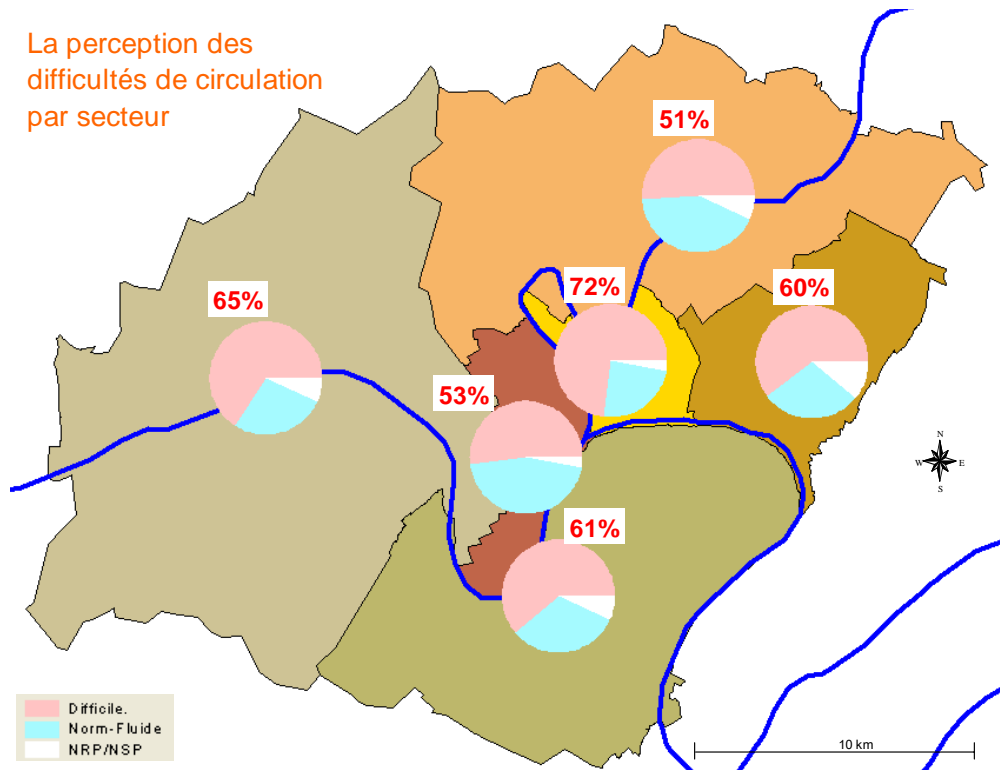 La perception des
difficultés de circulation
par secteur
51%
72%
60%
65%
53%
61%
N
W E
S
Difficile.
Norm-Fluide
NRP/NSP
10 km